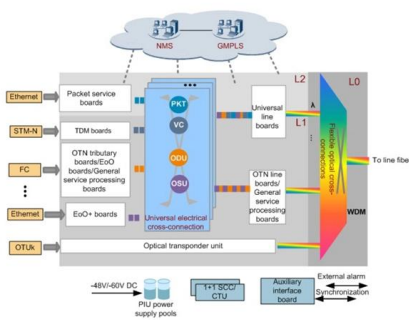 NMS
GMPLS
L2
L0
Ethernet
Packet service
boards
PKT
Universal
line
boards
λ
L1
STM-N
TDM boards
VC
FC
OTN tributary
boards/EoO
boards/General
service processing
boards
ODU
OSU
OTN line
boards/
General
service processing
boards
Flexible optical cross-
connections
To line fibe
Ethernet
EoO+ boards
Universal electrical
cross-connection
WDM
OTUk
Optical transponder unit
-48V/-60V DC
PIU power
supply pools
1+1 SCC/
CTU
Auxiliary
interface
board
External alarm
Synchronization